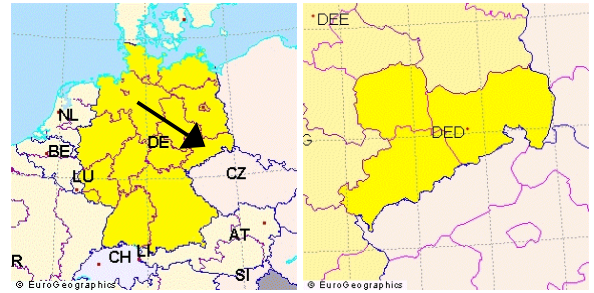 NL
BE
DE
LU
CZ
AT
CH
LI
R
SI
© EuroGeographics
DEE
DED
G
© EuroGeographics